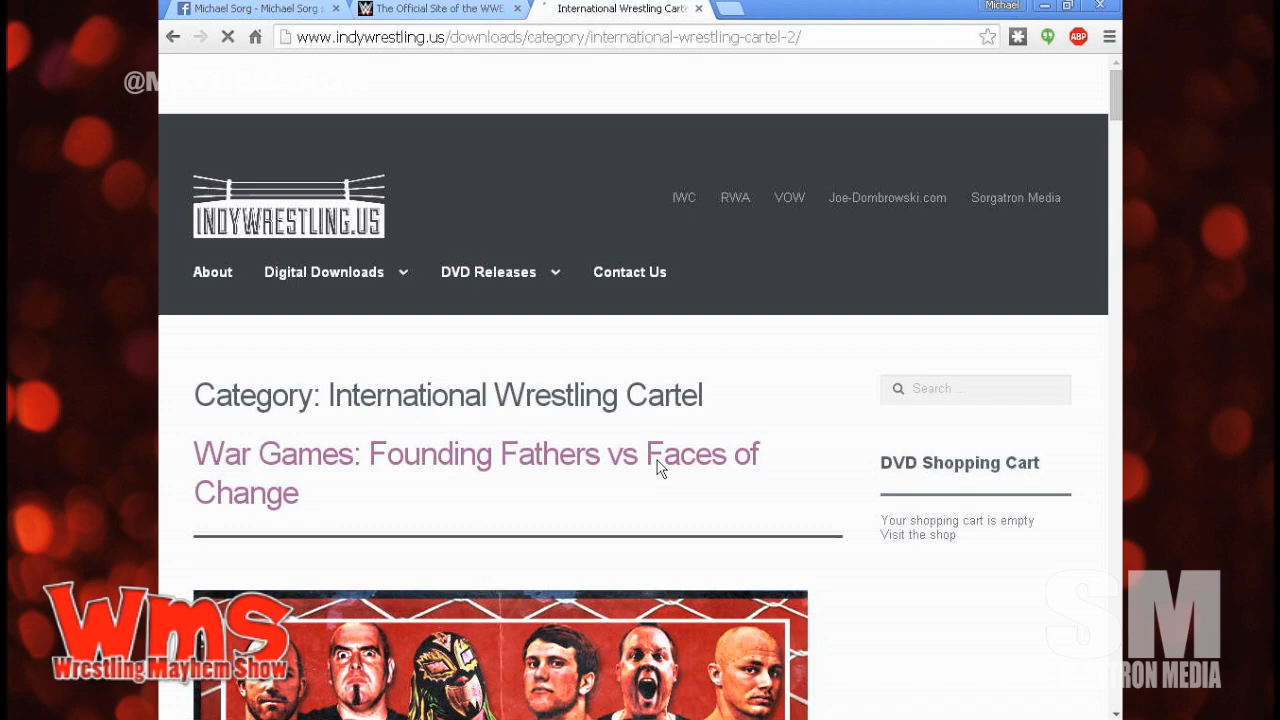 Michael Sorg - Michael Sorg
The Official Site of the WWE
International Wrestling Carte
Michael
www.indywrestling.us/downloads/category/international-wrestling-cartel-2/
ABP
INDYWRESTLING.US
IWC RWA VOW Joe-Dombrowski.com Sorgatron Media
About Digital Downloads DVD Releases Contact Us
Category: International Wrestling Cartel
Search ...
War Games: Founding Fathers vs Faces of
Change
DVD Shopping Cart
Your shopping cart is empty
Visit the shop
WMS
Wrestling Mayhem Show
SM
MEDIA